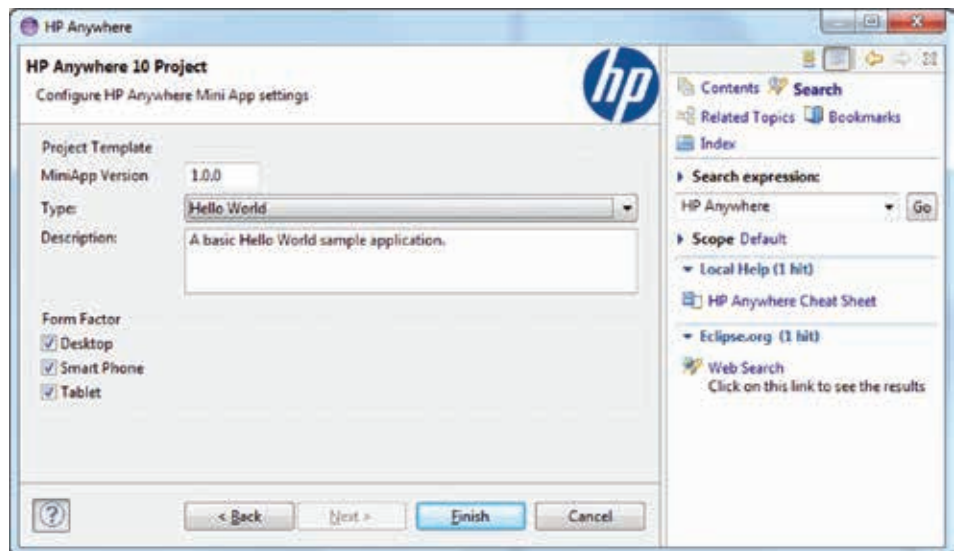 HP Anywhere
HP Anywhere 10 Project
Configure HP Anywhere Mini App settings
hp
Project Template
MiniApp Version 1.0.0
Type: Hello World
Description: A basic Hello World sample application.
Form Factor
Desktop
Smart Phone
Tablet
?
< Back
Next >
Finish
Cancel
Contents Search
Related Topics Bookmarks
Index
Search expression:
HP Anywhere Go
Scope Default
Local Help (1 hit)
HP Anywhere Cheat Sheet
Eclipse.org (1 hit)
Web Search
Click on this link to see the results